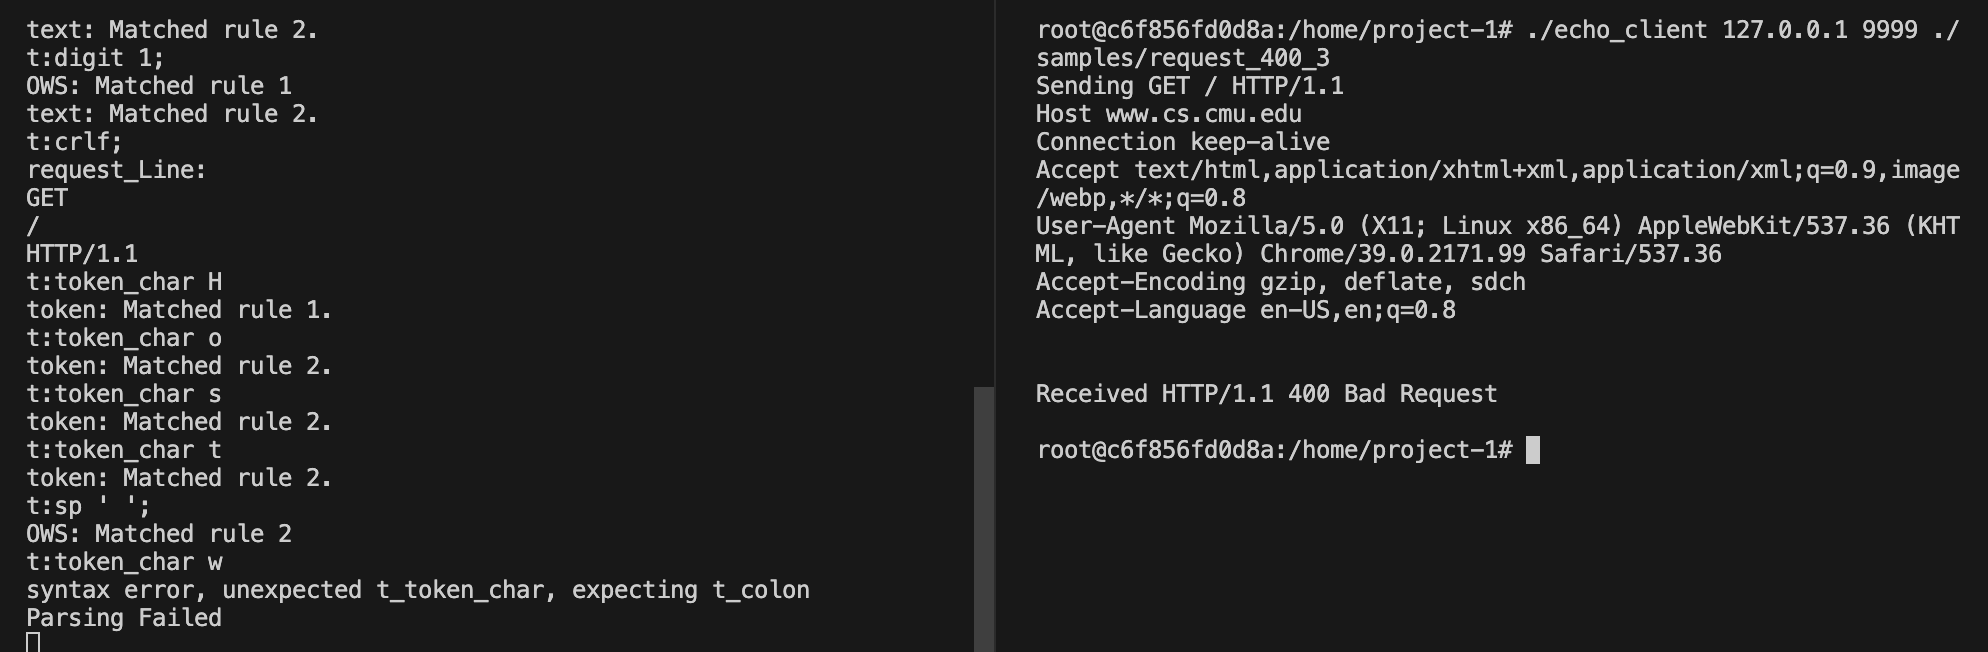 text: Matched rule 2.
t:digit 1;
OWS: Matched rule 1
text: Matched rule 2.
t:crlf;
request_Line:
GET
/
HTTP/1.1
t:token_char H
token: Matched rule 1.
t:token_char o
token: Matched rule 2.
t:token_char s
token: Matched rule 2.
t:token_char t
token: Matched rule 2.
t:sp ' ';
OWS: Matched rule 2
t:token_char w
syntax error, unexpected t_token_char, expecting t_colon
Parsing Failed
root@c6f856fd0d8a:/home/project-1# ./echo_client 127.0.0.1 9999 ./
samples/request_400_3
Sending GET / HTTP/1.1
Host www.cs.cmu.edu
Connection keep-alive
Accept text/html,application/xhtml+xml,application/xml;q=0.9,image
/webp,*/*;q=0.8
User-Agent Mozilla/5.0 (X11; Linux x86_64) AppleWebKit/537.36 (KHT
ML, like Gecko) Chrome/39.0.2171.99 Safari/537.36
Accept-Encoding gzip, deflate, sdch
Accept-Language en-US,en;q=0.8
Received HTTP/1.1 400 Bad Request
root@c6f856fd0d8a:/home/project-1#